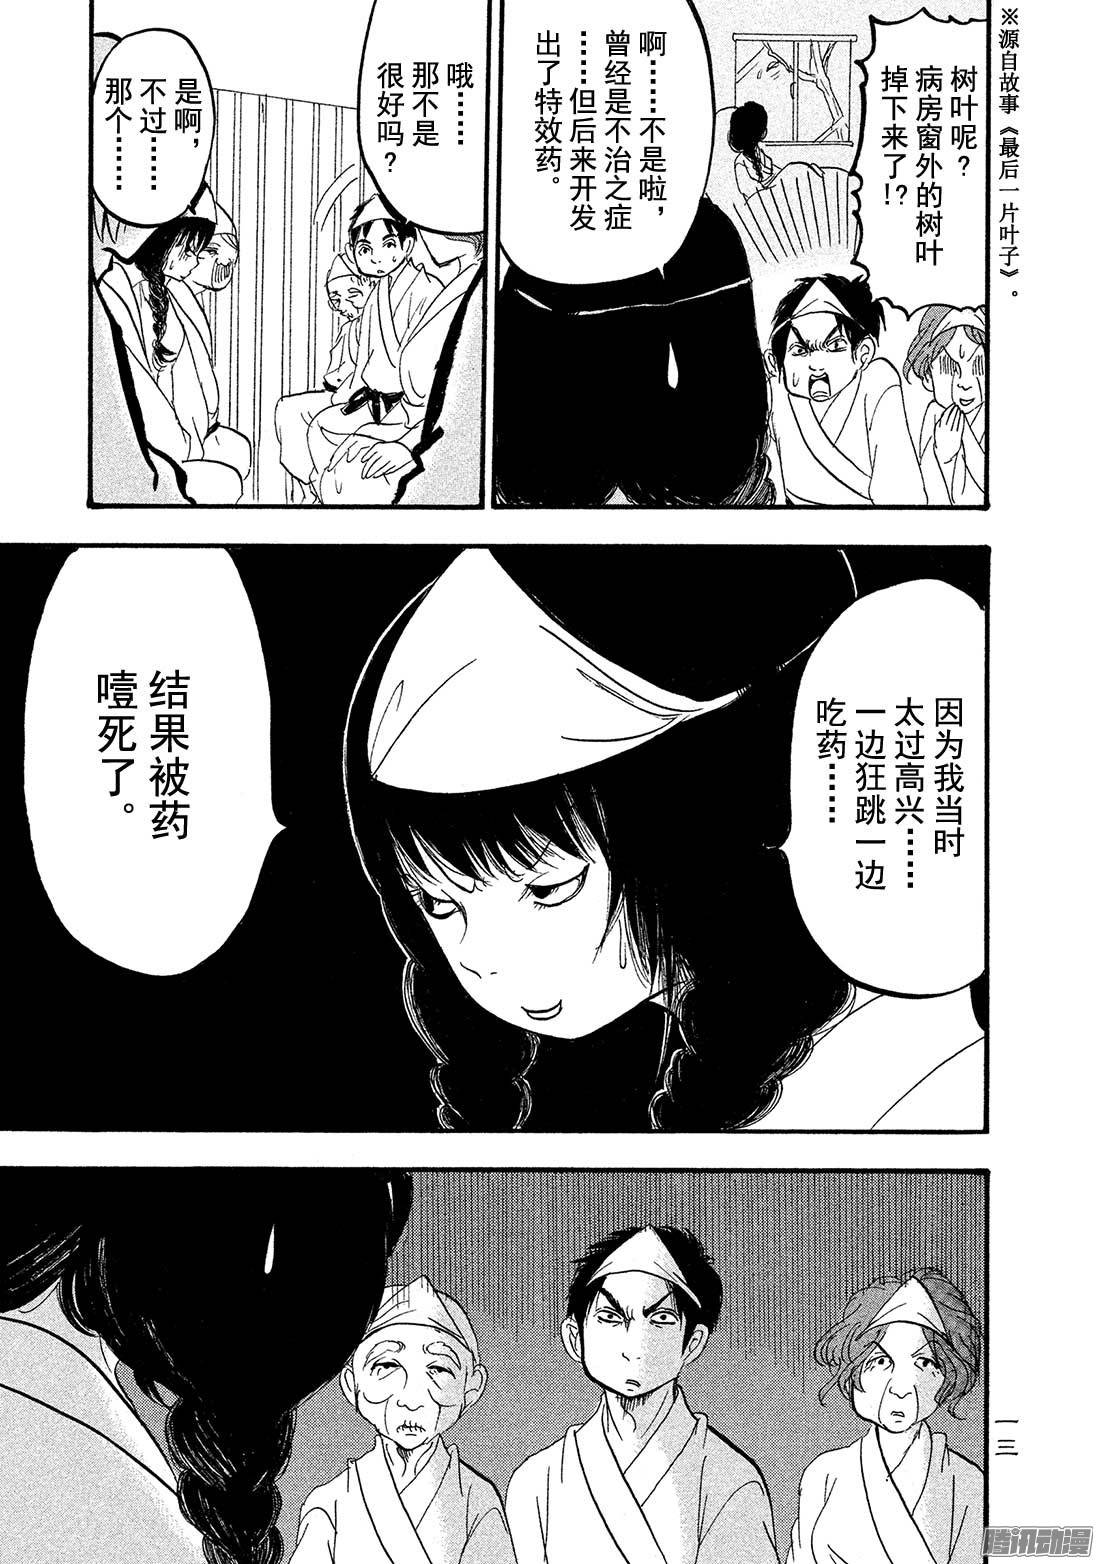 ※源自故事《最后一片叶子》。
树叶呢？
病房窗外的树叶
掉下来了!?
啊……不是啦，
曾经是不治之症
……但后来开发
出了特效药。
哦……
那不是
很好吗？
是啊，
不过……
那个……
因为我当时
太过高兴……
一边狂跳一边
吃药……
结果被药
噎死了。
一三
腾讯动漫